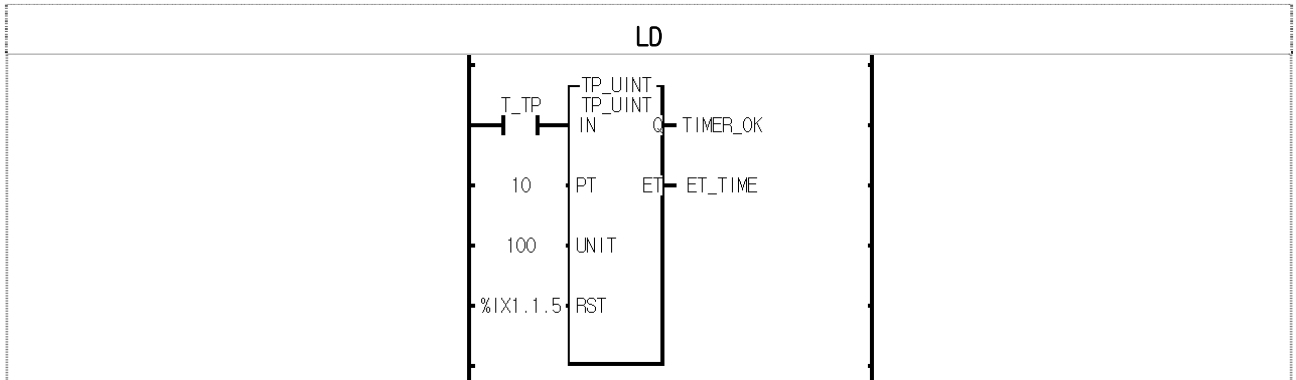 LD
TP_UINT
T_TP TP_UINT
IN Q TIMER_OK
10 PT ET ET_TIME
100 UNIT
%IX1.1.5 RST